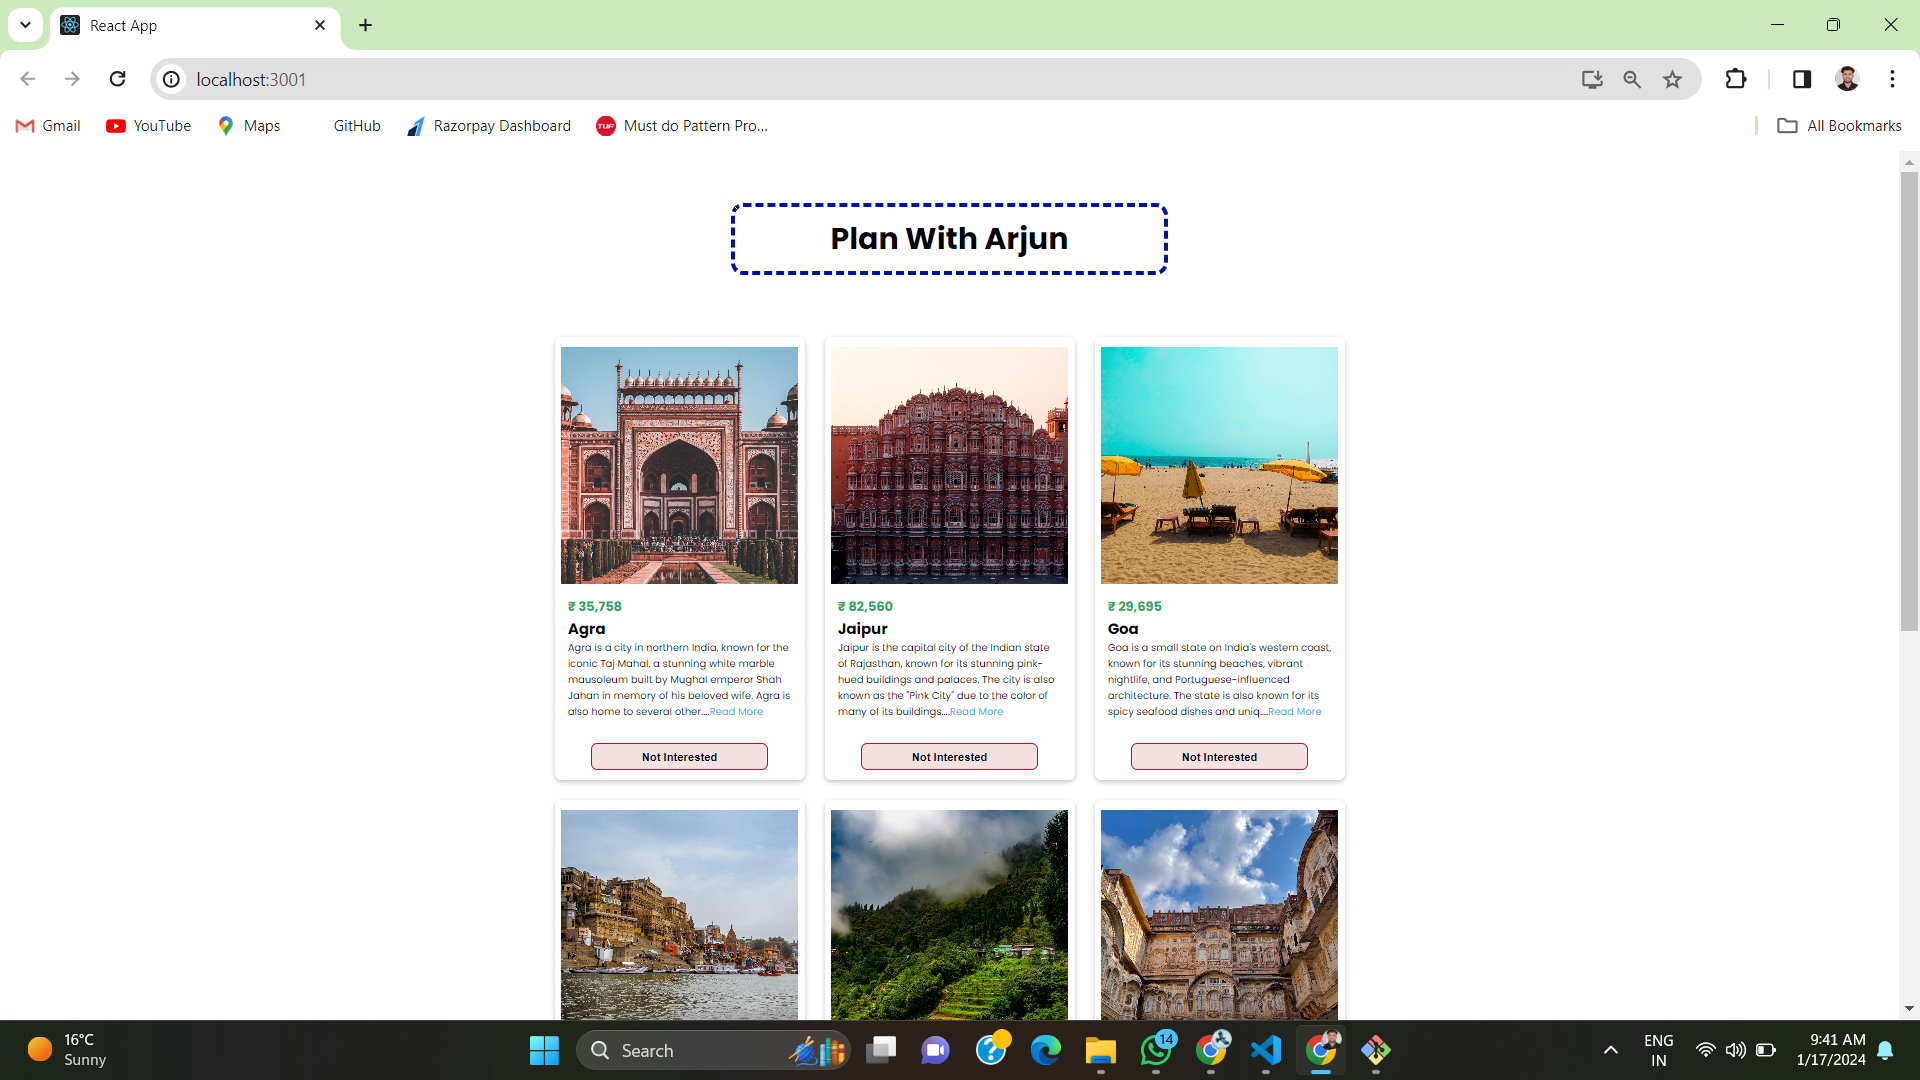 React App
localhost:3001
Gmail
YouTube
Maps
GitHub
Razorpay Dashboard
TUP
Must do Pattern Pro...
All Bookmarks
Plan With Arjun
₹ 35,758
Agra
Agra is a city in northern India, known for the
iconic Taj Mahal, a stunning white marble
mausoleum built by Mughal emperor Shah
Jahan in memory of his beloved wife. Agra is
also home to several other....Read More
Not Interested
₹ 82,560
Jaipur
Jaipur is the capital city of the Indian state
of Rajasthan, known for its stunning pink-
hued buildings and palaces. The city is also
known as the "Pink City" due to the color of
many of its buildings....Read More
Not Interested
₹ 29,695
Goa
Goa is a small state on India's western coast,
known for its stunning beaches, vibrant
nightlife, and Portuguese-influenced
architecture. The state is also known for its
spicy seafood dishes and uniq....Read More
Not Interested
16°C
Sunny
Search
14
ENG
IN
9:41 AM
1/17/2024